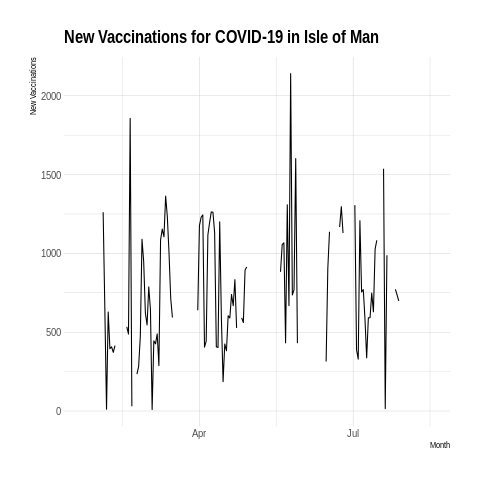 New Vaccinations for COVID-19 in Isle of Man
New Vaccinations
2000
1500
1000
500
0
Apr
Jul
Month